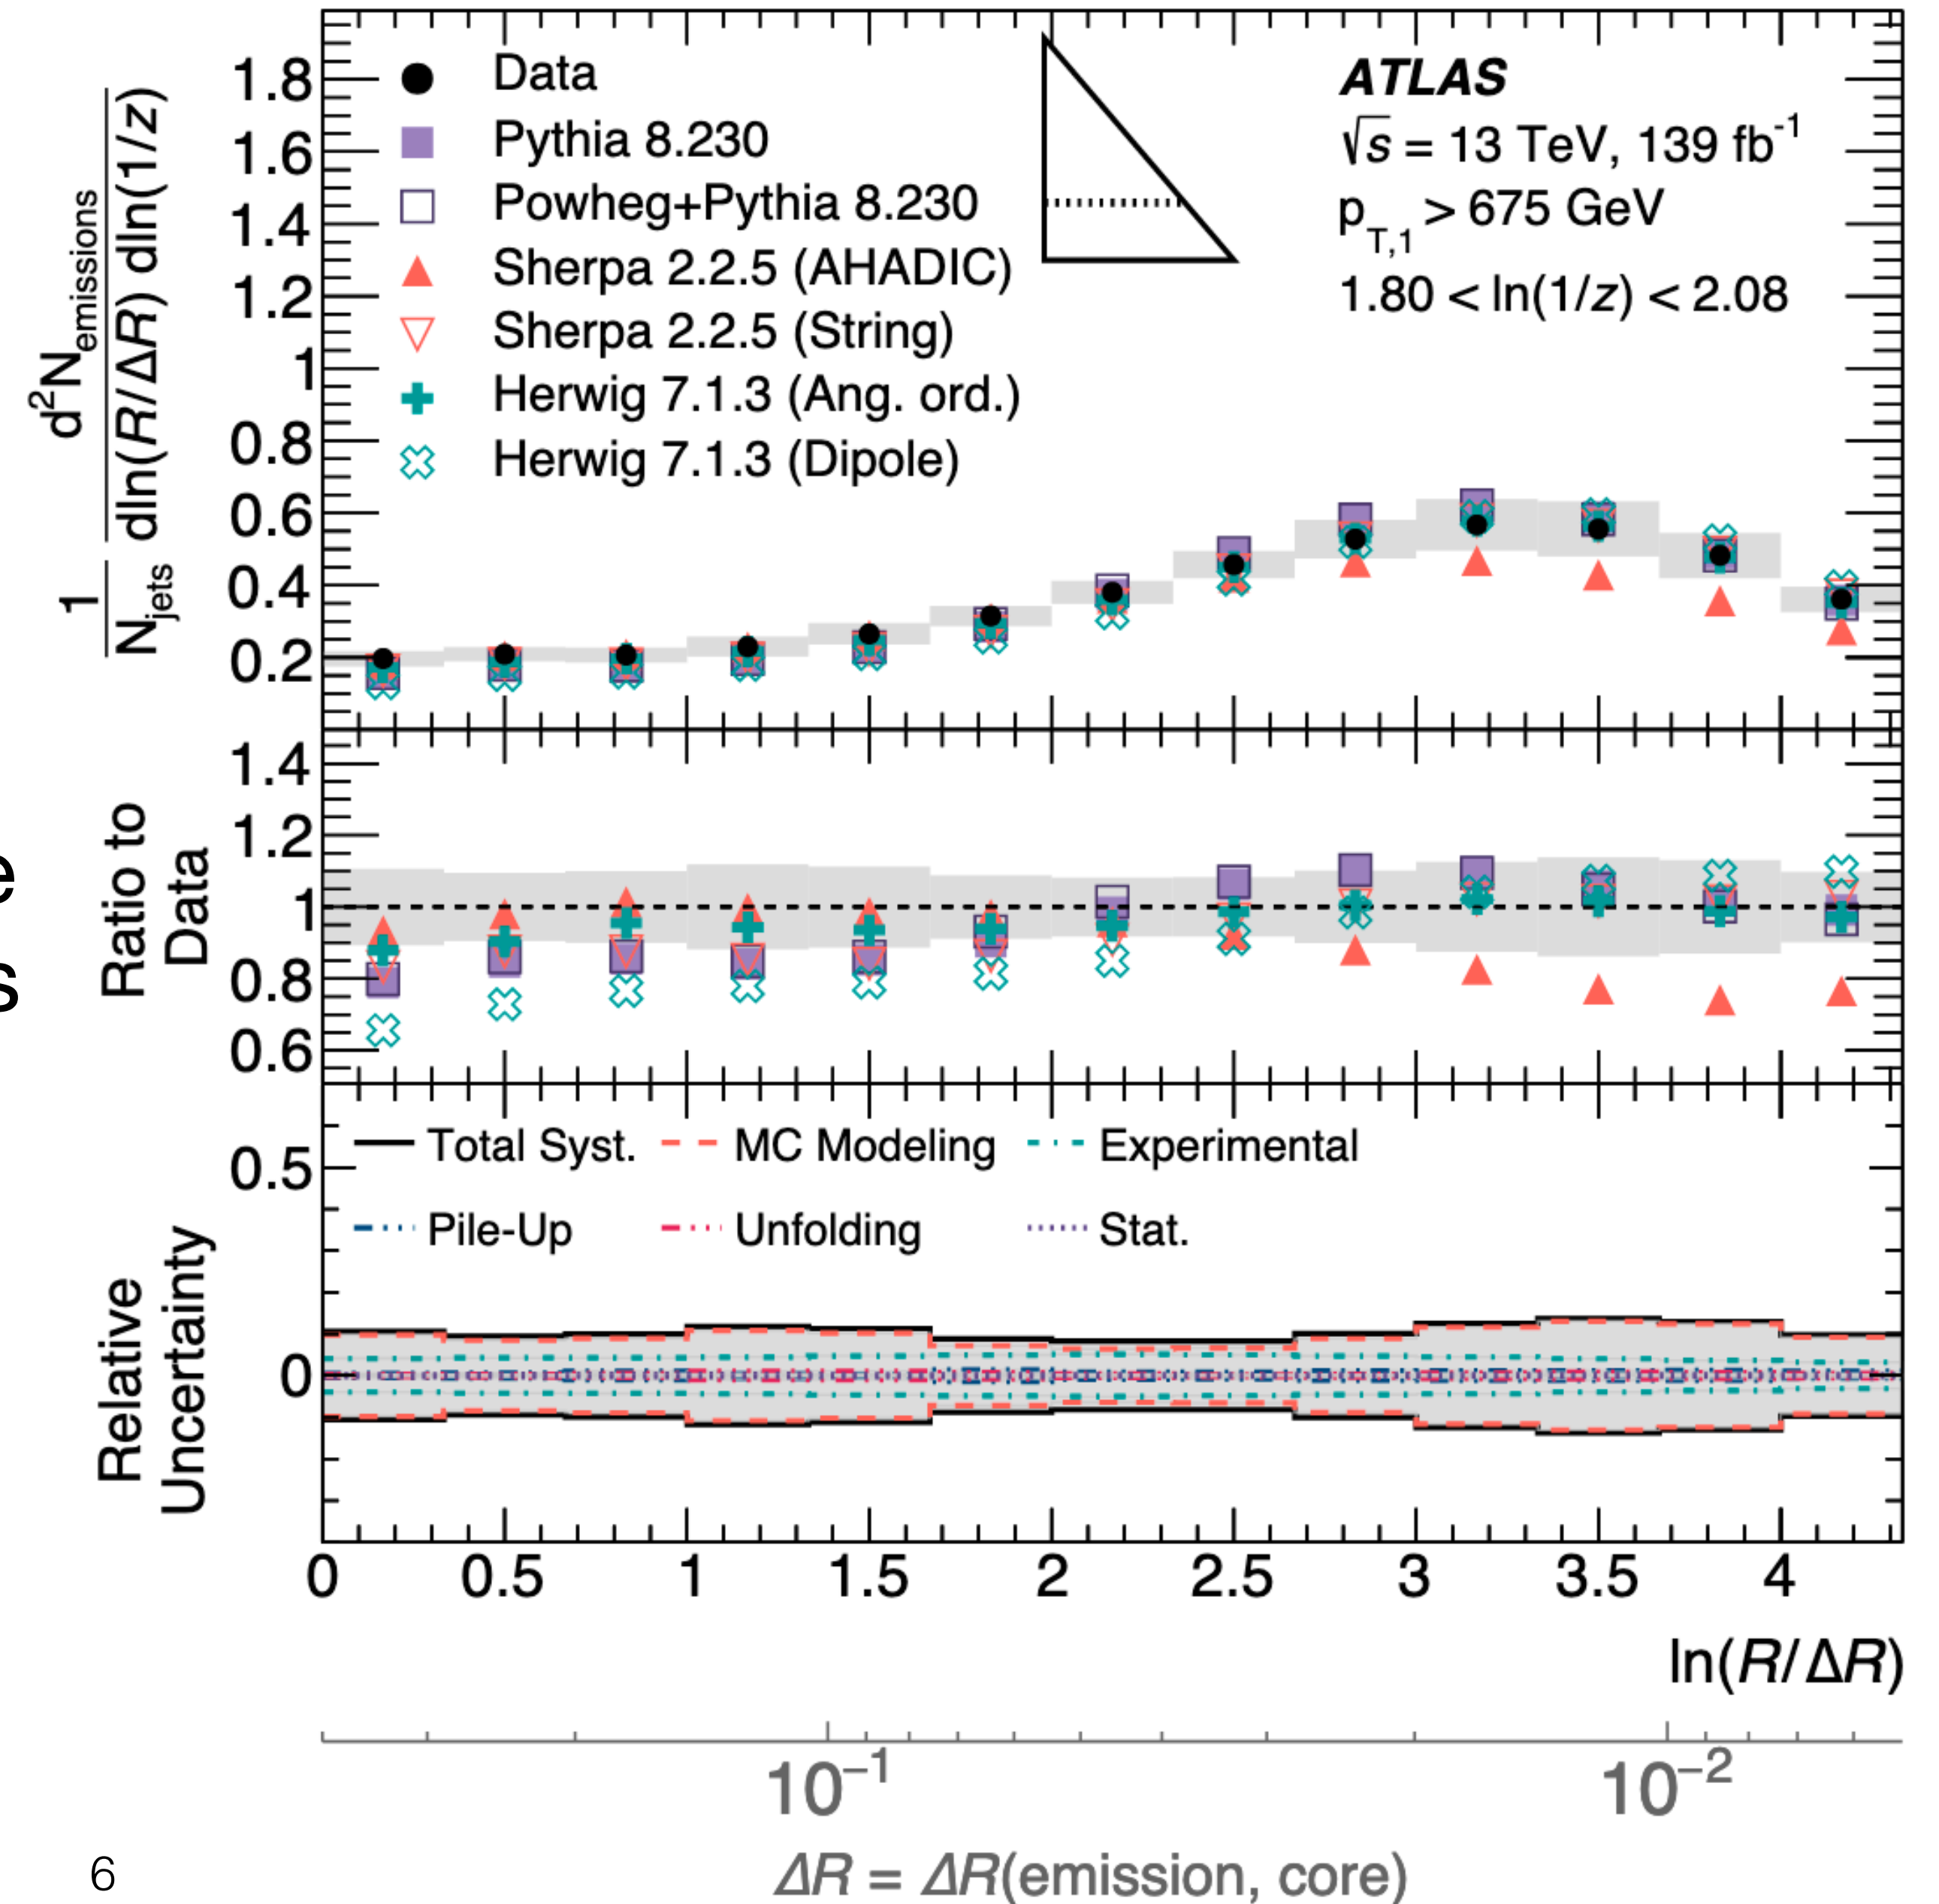 1.8
1.6
1.4
1.2
1
0.8
0.6
0.4
0.2
1/N_jets d²N_emissions / dln(R/ΔR) dln(1/z)
Data
Pythia 8.230
Powheg+Pythia 8.230
Sherpa 2.2.5 (AHADIC)
Sherpa 2.2.5 (String)
Herwig 7.1.3 (Ang. ord.)
Herwig 7.1.3 (Dipole)
ATLAS
√s = 13 TeV, 139 fb⁻¹
p_T,1 > 675 GeV
1.80 < ln(1/z) < 2.08
1.4
1.2
1
0.8
0.6
Ratio to
Data
e
s
Total Syst. MC Modeling Experimental
Pile-Up Unfolding Stat.
0.5
0
Relative
Uncertainty
0 0.5 1 1.5 2 2.5 3 3.5 4
ln(R/ΔR)
10⁻¹ 10⁻²
ΔR = ΔR(emission, core)
6